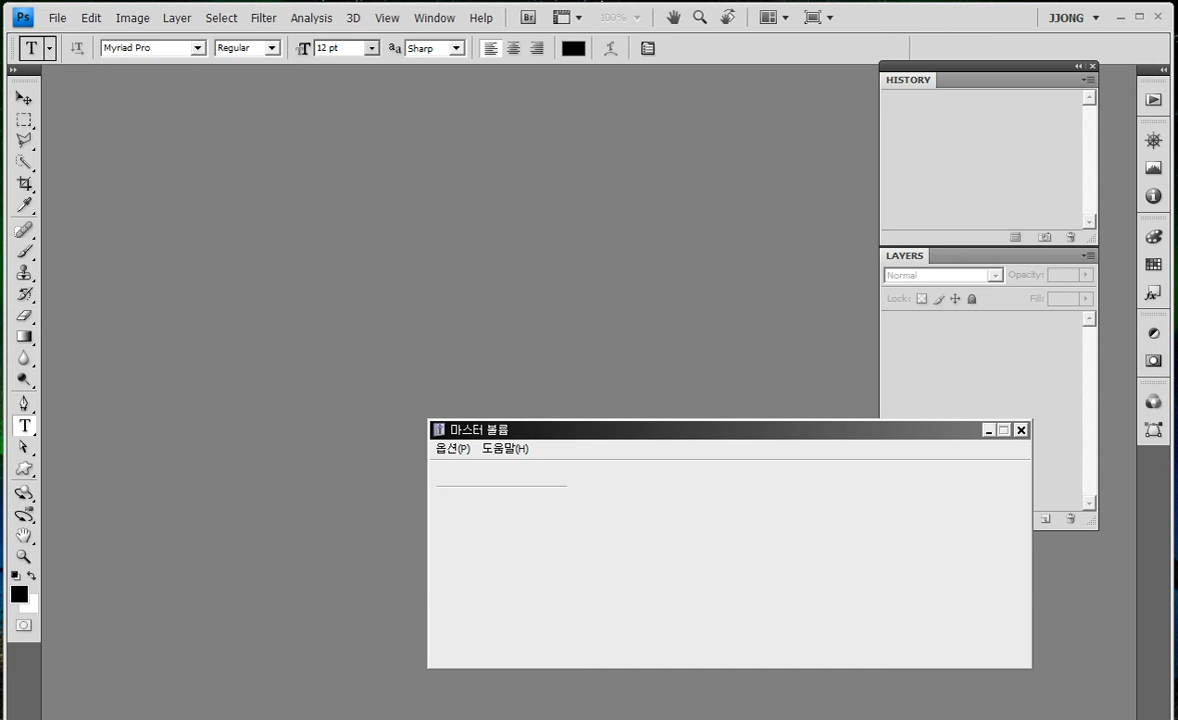 Ps File Edit Image Layer Select Filter Analysis 3D View Window Help Br 100% JJONG
T Myriad Pro Regular T 12 pt aa Sharp
HISTORY
LAYERS
Normal Opacity:
Lock: Fill:
마스터 볼륨
옵션(P) 도움말(H)